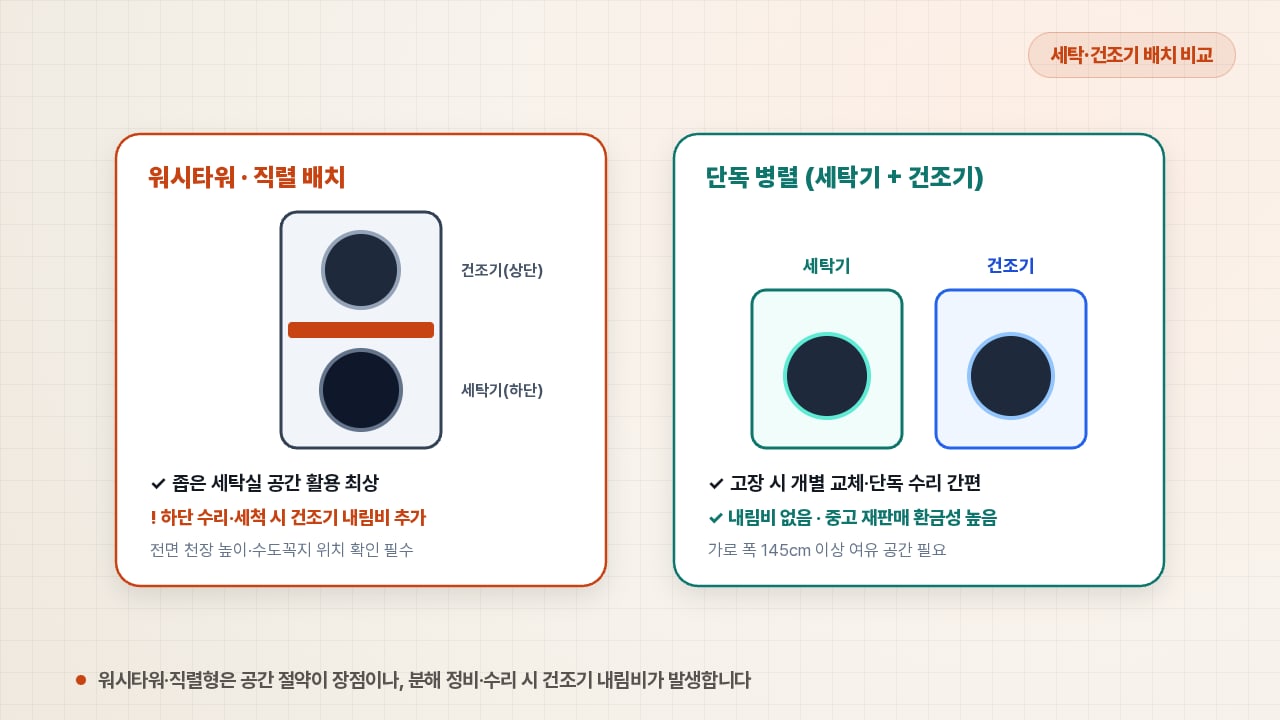 세탁·건조기 배치 비교
워시타워 · 직렬 배치
건조기(상단)
세탁기(하단)
✓ 좁은 세탁실 공간 활용 최상
! 하단 수리·세척 시 건조기 내림비 추가
전면 천장 높이·수도꼭지 위치 확인 필수
단독 병렬 (세탁기 + 건조기)
세탁기
건조기
✓ 고장 시 개별 교체·단독 수리 간편
✓ 내림비 없음 · 중고 재판매 환금성 높음
가로 폭 145cm 이상 여유 공간 필요
워시타워·직렬형은 공간 절약이 장점이나, 분해 정비·수리 시 건조기 내림비가 발생합니다